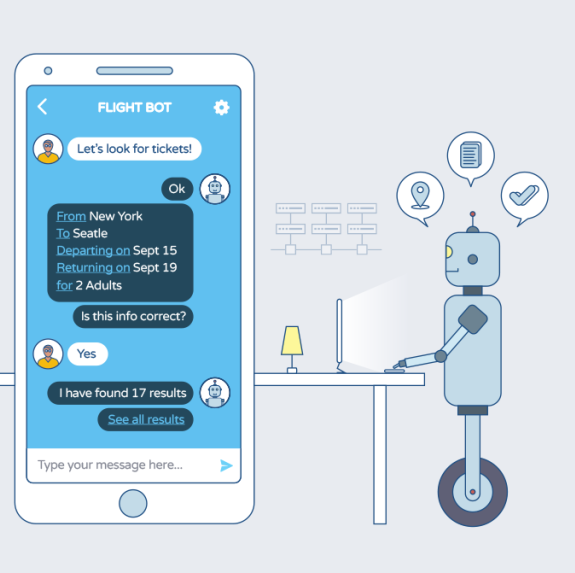 FLIGHT BOT
Let's look for tickets!
Ok
From New York
To Seatle
Departing on Sept 15
Returning on Sept 19
for 2 Adults
Is this info correct?
Yes
I have found 17 results
See all results
Type your message here...